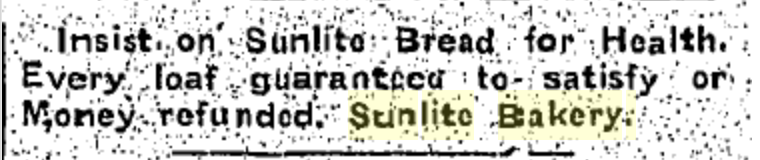 Insist on Sunlite Bread for Health.
Every loaf guaranteed to satisfy or
Money refunded. Sunlite Bakery.